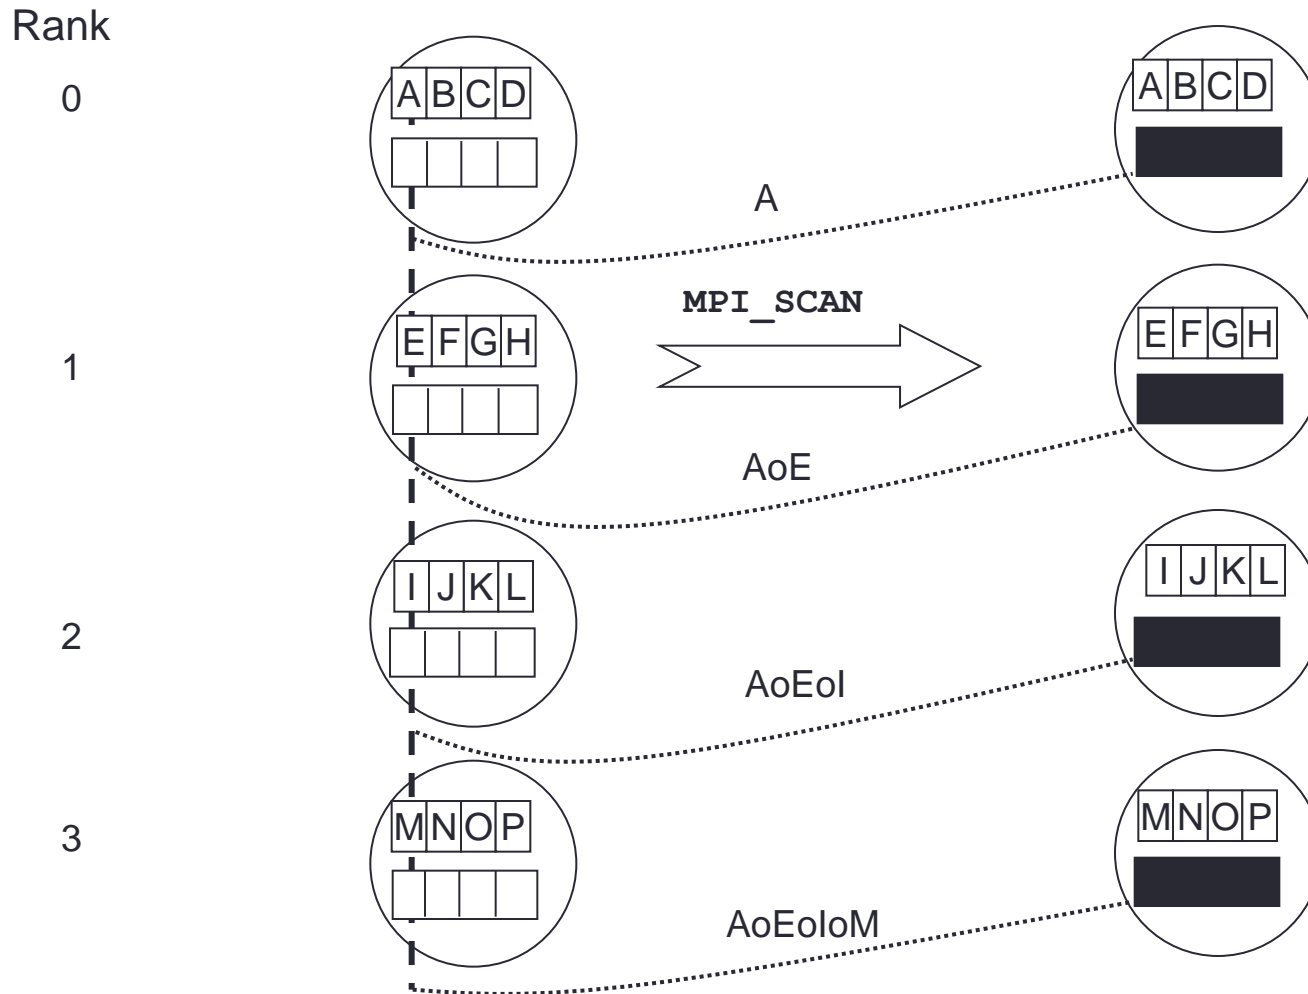 Rank
0
A B C D
A B C D
A
MPI_SCAN
1
E F G H
E F G H
AoE
2
I J K L
I J K L
AoEoI
3
M N O P
M N O P
AoEoIoM